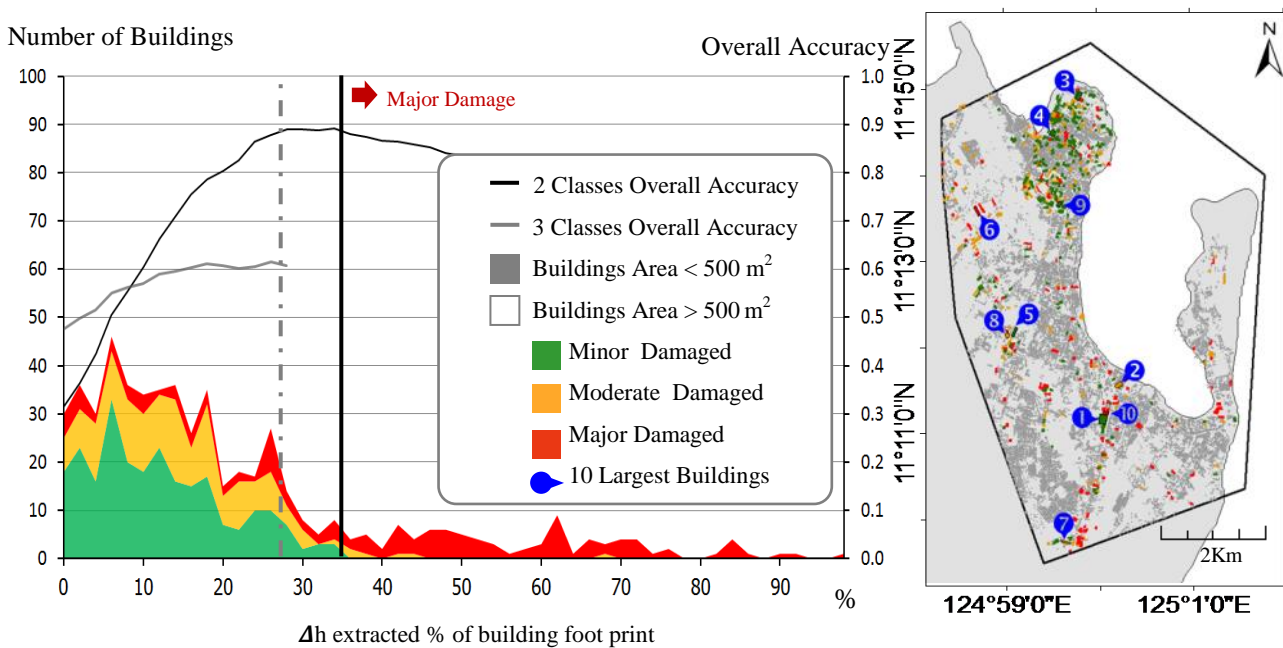 Number of Buildings
Overall Accuracy
100
90
80
70
60
50
40
30
20
10
0
1.0
0.9
0.8
0.7
0.6
0.5
0.4
0.3
0.2
0.1
0.0
0 10 20 30 40 50 60 70 80 90 %
Δh extracted % of building foot print
Major Damage
2 Classes Overall Accuracy
3 Classes Overall Accuracy
Buildings Area < 500 m²
Buildings Area > 500 m²
Minor Damaged
Moderate Damaged
Major Damaged
10 Largest Buildings
N
11°15'0"N
11°13'0"N
11°11'0"N
3
4
9
6
5
8
2
1
10
7
2Km
124°59'0"E 125°1'0"E